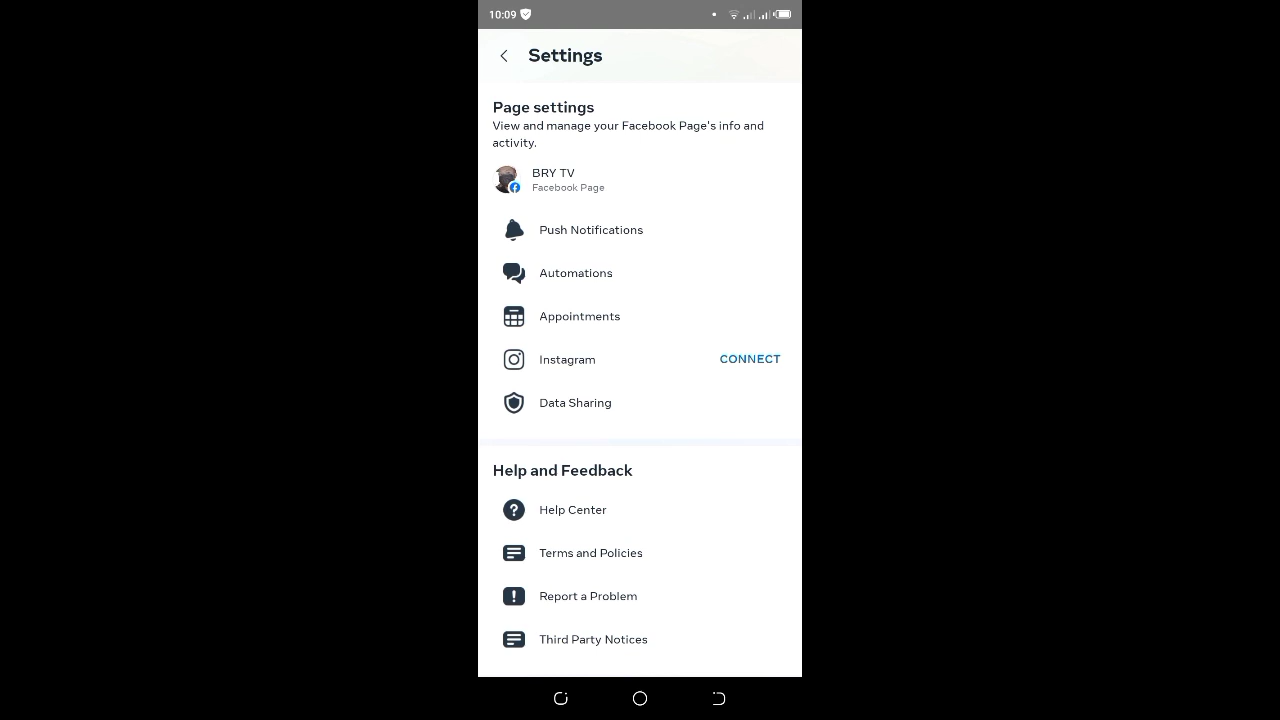 10:09
Settings
Page settings
View and manage your Facebook Page's info and
activity.
BRY TV
Facebook Page
Push Notifications
Automations
Appointments
Instagram CONNECT
Data Sharing
Help and Feedback
Help Center
Terms and Policies
Report a Problem
Third Party Notices